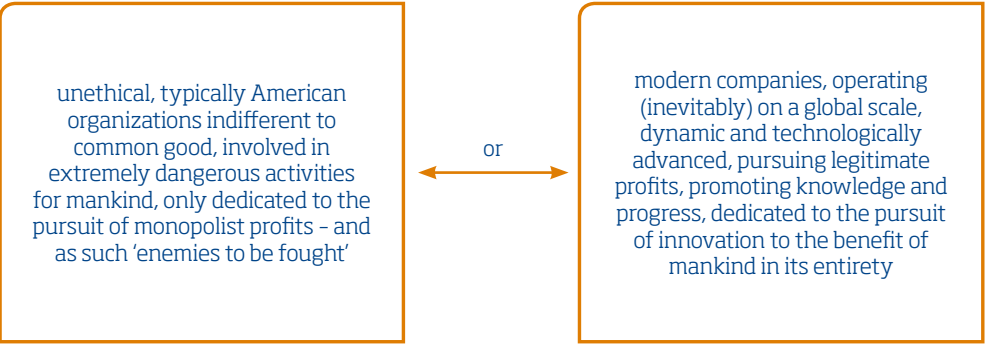 unethical, typically American
organizations indifferent to
common good, involved in
extremely dangerous activities
for mankind, only dedicated to the
pursuit of monopolist profits – and
as such ‘enemies to be fought’
or
modern companies, operating
(inevitably) on a global scale,
dynamic and technologically
advanced, pursuing legitimate
profits, promoting knowledge and
progress, dedicated to the pursuit
of innovation to the benefit of
mankind in its entirety